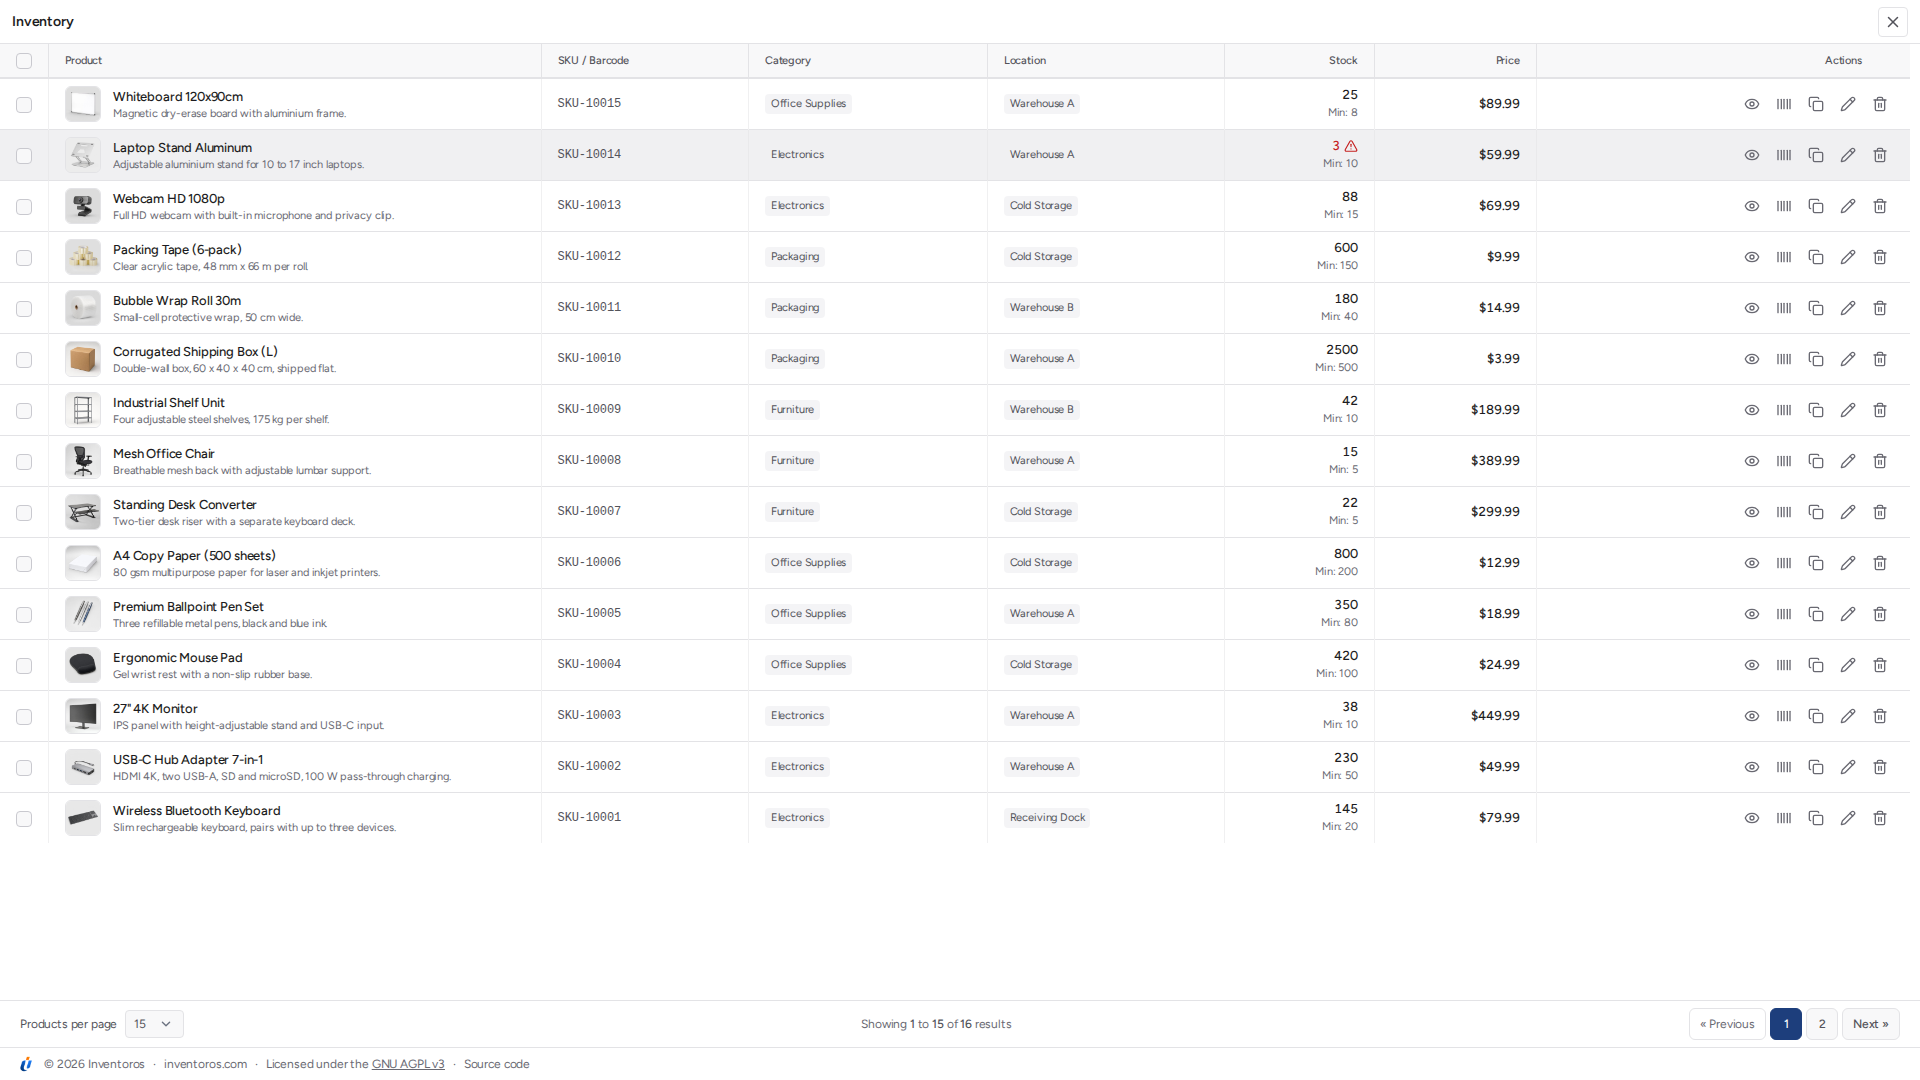 Inventory
Product SKU / Barcode Category Location Stock Price Actions
Whiteboard 120x90cm
Magnetic dry-erase board with aluminium frame.
SKU-10015 Office Supplies Warehouse A 25 Min: 8 $89.99
Laptop Stand Aluminum
Adjustable aluminium stand for 10 to 17 inch laptops.
SKU-10014 Electronics Warehouse A 3 Min: 10 $59.99
Webcam HD 1080p
Full HD webcam with built-in microphone and privacy clip.
SKU-10013 Electronics Cold Storage 88 Min: 15 $69.99
Packing Tape (6-pack)
Clear acrylic tape, 48 mm x 66 m per roll.
SKU-10012 Packaging Cold Storage 600 Min: 150 $9.99
Bubble Wrap Roll 30m
Small-cell protective wrap, 50 cm wide.
SKU-10011 Packaging Warehouse B 180 Min: 40 $14.99
Corrugated Shipping Box (L)
Double-wall box, 60 x 40 x 40 cm, shipped flat.
SKU-10010 Packaging Warehouse A 2500 Min: 500 $3.99
Industrial Shelf Unit
Four adjustable steel shelves, 175 kg per shelf.
SKU-10009 Furniture Warehouse B 42 Min: 10 $189.99
Mesh Office Chair
Breathable mesh back with adjustable lumbar support.
SKU-10008 Furniture Warehouse A 15 Min: 5 $389.99
Standing Desk Converter
Two-tier desk riser with a separate keyboard deck.
SKU-10007 Furniture Cold Storage 22 Min: 5 $299.99
A4 Copy Paper (500 sheets)
80 gsm multipurpose paper for laser and inkjet printers.
SKU-10006 Office Supplies Cold Storage 800 Min: 200 $12.99
Premium Ballpoint Pen Set
Three refillable metal pens, black and blue ink.
SKU-10005 Office Supplies Warehouse A 350 Min: 80 $18.99
Ergonomic Mouse Pad
Gel wrist rest with a non-slip rubber base.
SKU-10004 Office Supplies Cold Storage 420 Min: 100 $24.99
27" 4K Monitor
IPS panel with height-adjustable stand and USB-C input.
SKU-10003 Electronics Warehouse A 38 Min: 10 $449.99
USB-C Hub Adapter 7-in-1
HDMI 4K, two USB-A, SD and microSD, 100 W pass-through charging.
SKU-10002 Electronics Warehouse A 230 Min: 50 $49.99
Wireless Bluetooth Keyboard
Slim rechargeable keyboard, pairs with up to three devices.
SKU-10001 Electronics Receiving Dock 145 Min: 20 $79.99
Products per page 15 Showing 1 to 15 of 16 results « Previous 1 2 Next »
© 2026 Inventoros · inventoros.com · Licensed under the GNU AGPL v3 · Source code